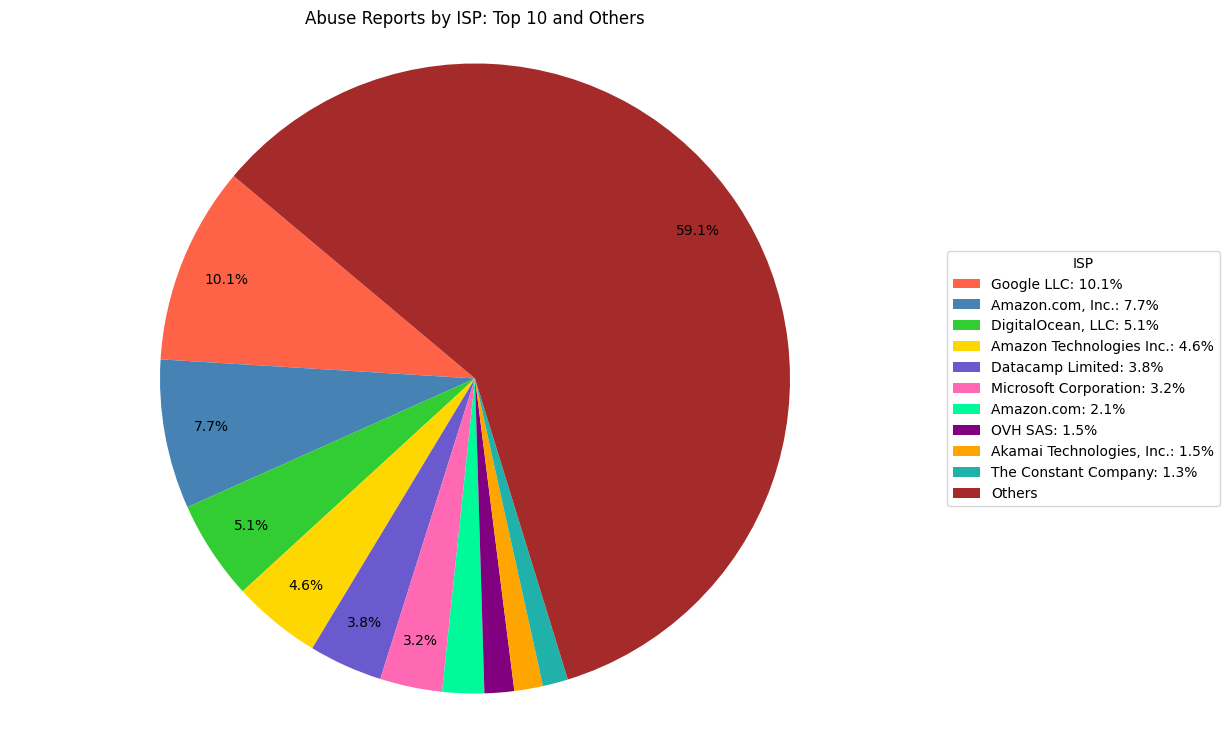 Abuse Reports by ISP: Top 10 and Others
59.1%
10.1%
7.7%
5.1%
4.6%
3.8%
3.2%
ISP
Google LLC: 10.1%
Amazon.com, Inc.: 7.7%
DigitalOcean, LLC: 5.1%
Amazon Technologies Inc.: 4.6%
Datacamp Limited: 3.8%
Microsoft Corporation: 3.2%
Amazon.com: 2.1%
OVH SAS: 1.5%
Akamai Technologies, Inc.: 1.5%
The Constant Company: 1.3%
Others